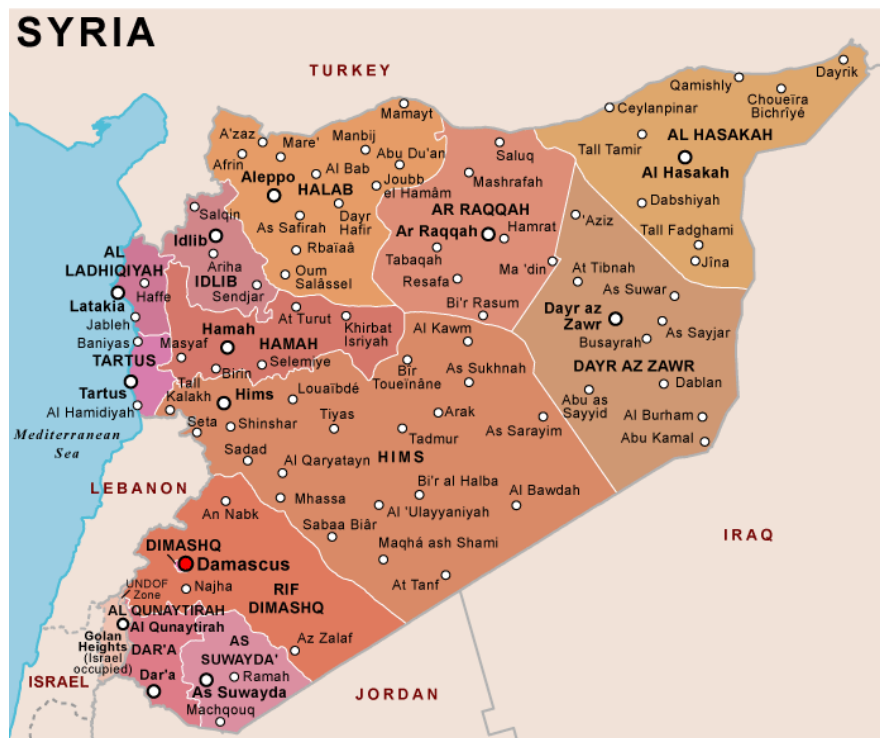 SYRIA
TURKEY
Dayrik
Qamishly
Choueïra
Bichrîyé
Mamayt
Ceylanpinar
AL HASAKAH
Al Hasakah
Tall Tamir
A'zaz
Mare'
Manbij
Afrin
Al Bab
Abu Du'an
Saluq
Aleppo
HALAB
Joubb
el Hamâm
Mashrafah
Dabshiyah
Salqin
As Safirah
Dayr
Hafir
AR RAQQAH
Ar Raqqah
Hamrat
'Aziz
Tall Fadghami
Jîna
Idlib
Ariha
IDLIB
Sendjar
Rbaïaâ
Oum
Salâssel
Tabaqah
Resafa
Ma 'din
At Tibnah
As Suwar
AL
LADHIQIYAH
Haffe
Latakia
Jableh
Baniyas
Bi'r Rasum
Dayr az
Zawr
As Sayjar
Busayrah
Hamah
HAMAH
At Turut
Khirbat
Isriyah
Al Kawm
Masyaf
Birin
Selemiye
TARTUS
Tartus
Al Hamidiyah
Tall
Kalakh
Bîr
Toueïnâne
As Sukhnah
DAYR AZ ZAWR
Dablan
Abu as
Sayyid
Al Burham
Abu Kamal
Hims
Louaïbdé
Seta
Shinshar
Tiyas
Arak
As Sarayim
Tadmur
HIMS
Mediterranean
Sea
Sadad
Al Qaryatayn
Bi'r al Halba
Al Bawdah
LEBANON
Mhassa
Al 'Ulayyaniyah
An Nabk
Sabaa Biâr
IRAQ
DIMASHQ
Damascus
Maqhá ash Shami
At Tanf
UNDOF
Zone
Najha
RIF
DIMASHQ
AL QUNAYTIRAH
Al Qunaytirah
Golan
Heights
(Israel
occupied)
DAR'A
Dar'a
AS
SUWAYDA'
Az Zalaf
Ramah
As Suwayda
Machqouq
ISRAEL
JORDAN